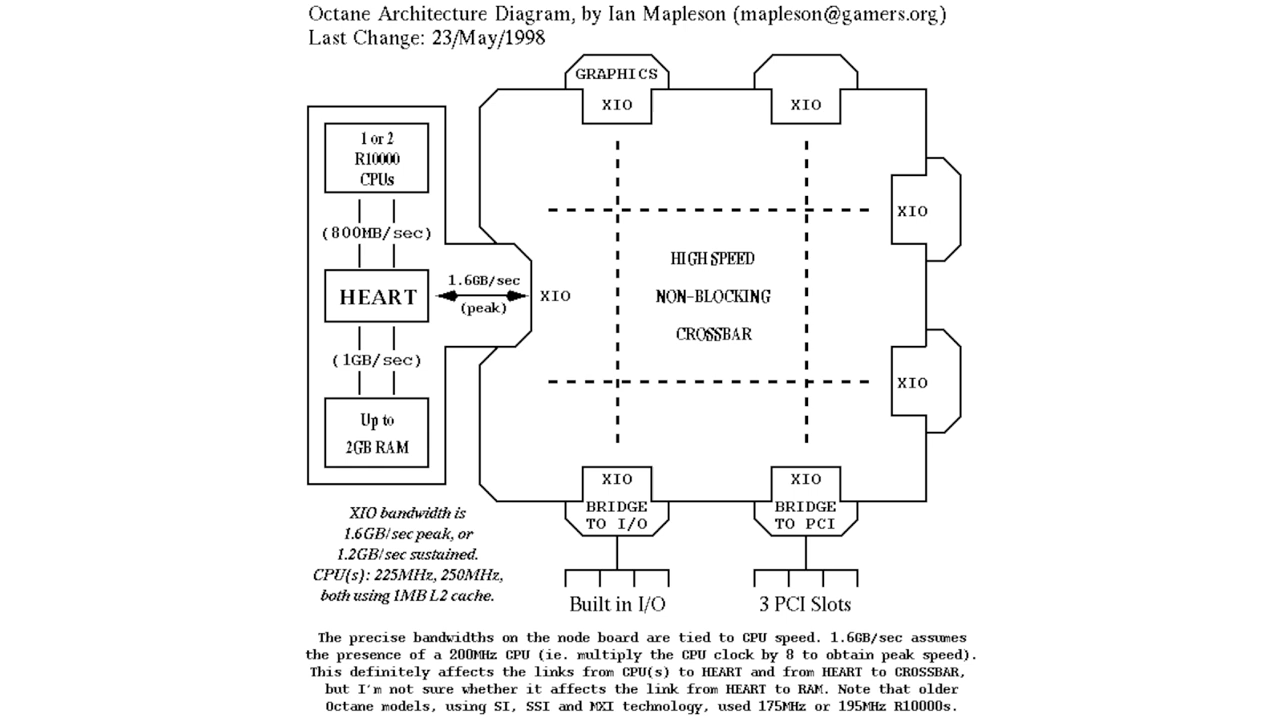 Octane Architecture Diagram, by Ian Mapleson (mapleson@gamers.org)
Last Change: 23/May/1998
GRAPHICS
XIO
XIO
1 or 2
R10000
CPUs
XIO
(800MB/sec)
HIGH SPEED
NON-BLOCKING
CROSSBAR
HEART
1.6GB/sec
(peak)
XIO
(1GB/sec)
XIO
Up to
2GB RAM
XIO
BRIDGE
TO I/O
XIO
BRIDGE
TO PCI
XIO bandwidth is
1.6GB/sec peak, or
1.2GB/sec sustained.
CPU(s): 225MHz, 250MHz,
both using 1MB L2 cache.
Built in I/O
3 PCI Slots
The precise bandwidths on the node board are tied to CPU speed. 1.6GB/sec assumes
the presence of a 200MHz CPU (ie. multiply the CPU clock by 8 to obtain peak speed).
This definitely affects the links from CPU(s) to HEART and from HEART to CROSSBAR,
but I'm not sure whether it affects the link from HEART to RAM. Note that older
Octane models, using SI, SSI and MXI technology, used 175MHz or 195MHz R10000s.